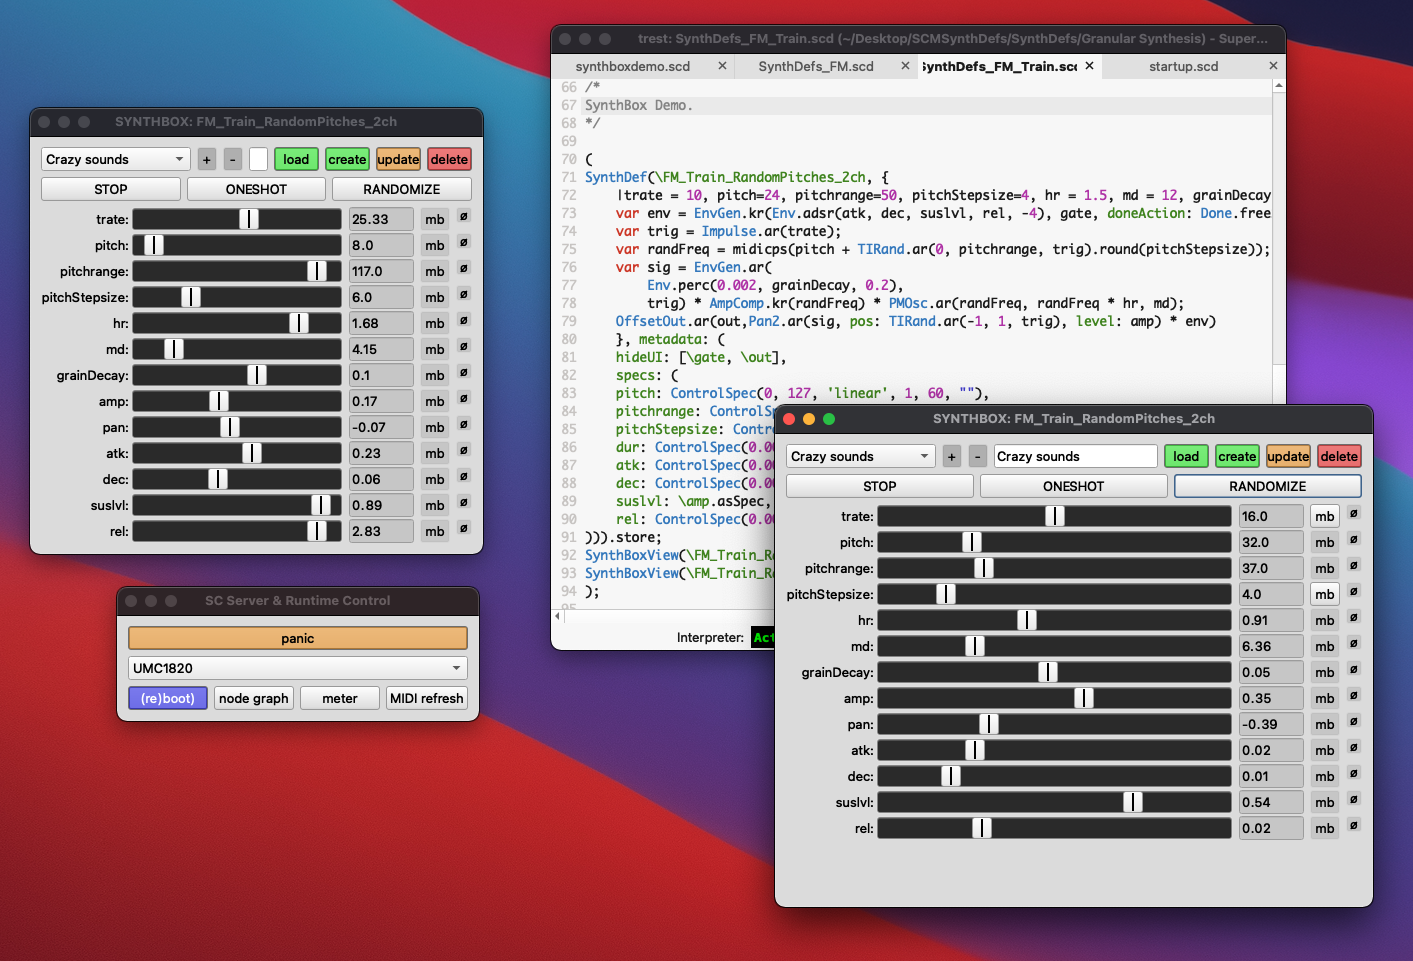 trest: SynthDefs_FM_Train.scd (~/Desktop/SCMSynthDefs/SynthDefs/Granular Synthesis) - Super...
synthboxdemo.scd ✕ SynthDefs_FM.scd ✕ SynthDefs_FM_Train.scd ✕ startup.scd ✕
66 /*
67 SynthBox Demo.
68 */
69
70 (
71 SynthDef(\FM_Train_RandomPitches_2ch, {
72 |trate = 10, pitch=24, pitchrange=50, pitchStepsize=4, hr = 1.5, md = 12, grainDecay
73 var env = EnvGen.kr(Env.adsr(atk, dec, suslvl, rel, -4), gate, doneAction: Done.free
74 var trig = Impulse.ar(trate);
75 var randFreq = midicps(pitch + TIRand.ar(0, pitchrange, trig).round(pitchStepsize));
76 var sig = EnvGen.ar(
77 Env.perc(0.002, grainDecay, 0.2),
78 trig) * AmpComp.kr(randFreq) * PMOsc.ar(randFreq, randFreq * hr, md);
79 OffsetOut.ar(out,Pan2.ar(sig, pos: TIRand.ar(-1, 1, trig), level: amp) * env)
80 }, metadata: (
81 hideUI: [\gate, \out],
82 specs: (
83 pitch: ControlSpec(0, 127, 'linear', 1, 60, ""),
84 pitchrange: ControlSp
85 pitchStepsize: Contr
86 dur: ControlSpec(0.00
87 atk: ControlSpec(0.00
88 dec: ControlSpec(0.00
89 suslvl: \amp.asSpec,
90 rel: ControlSpec(0.00
91 ))).store;
92 SynthBoxView(\FM_Train_Ra
93 SynthBoxView(\FM_Train_Ra
94 );
95
Interpreter: Act
SYNTHBOX: FM_Train_RandomPitches_2ch
Crazy sounds + - load create update delete
STOP ONESHOT RANDOMIZE
trate: 25.33 mb ø
pitch: 8.0 mb ø
pitchrange: 117.0 mb ø
pitchStepsize: 6.0 mb ø
hr: 1.68 mb ø
md: 4.15 mb ø
grainDecay: 0.1 mb ø
amp: 0.17 mb ø
pan: -0.07 mb ø
atk: 0.23 mb ø
dec: 0.06 mb ø
suslvl: 0.89 mb ø
rel: 2.83 mb ø
SC Server & Runtime Control
panic
UMC1820
(re)boot) node graph meter MIDI refresh
SYNTHBOX: FM_Train_RandomPitches_2ch
Crazy sounds + - Crazy sounds load create update delete
STOP ONESHOT RANDOMIZE
trate: 16.0 mb ø
pitch: 32.0 mb ø
pitchrange: 37.0 mb ø
pitchStepsize: 4.0 mb ø
hr: 0.91 mb ø
md: 6.36 mb ø
grainDecay: 0.05 mb ø
amp: 0.35 mb ø
pan: -0.39 mb ø
atk: 0.02 mb ø
dec: 0.01 mb ø
suslvl: 0.54 mb ø
rel: 0.02 mb ø